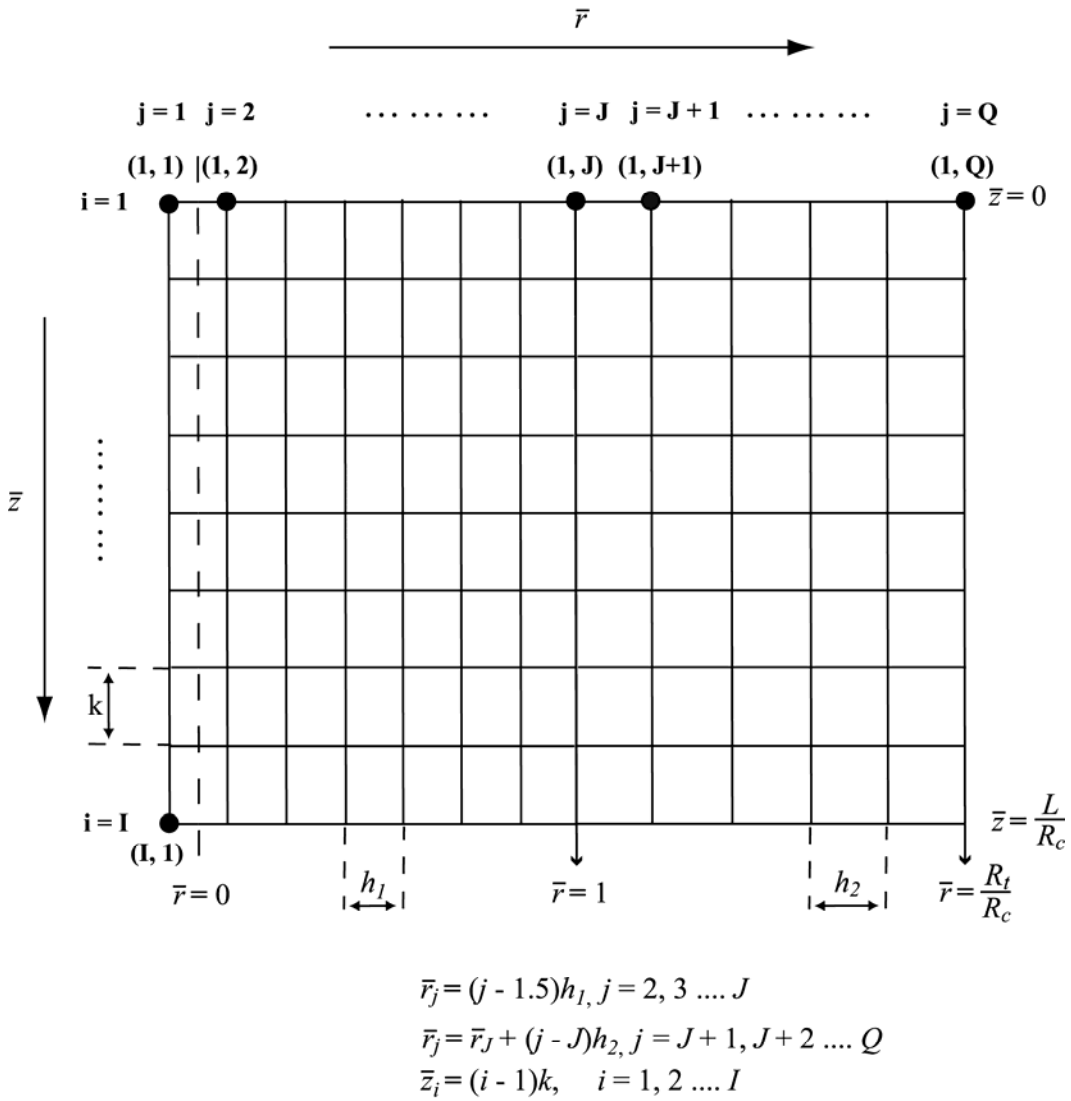 r̄
j = 1 j = 2 ... ... ... j = J j = J + 1 ... ... ... j = Q
(1, 1) (1, 2) (1, J) (1, J+1) (1, Q)
i = 1 z̄ = 0
z̄
k
i = I z̄ = L/R_c
(I, 1)
r̄ = 0 h_1 r̄ = 1 h_2 r̄ = R_t/R_c
r̄_j = (j - 1.5)h_1, j = 2, 3 .... J
r̄_j = r̄_J + (j - J)h_2, j = J + 1, J + 2 .... Q
z̄_i = (i - 1)k, i = 1, 2 .... I